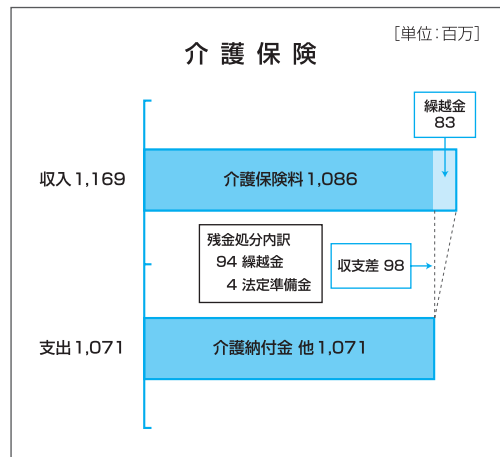 [単位:百万]
介護保険
繰越金
83
収入1,169
介護保険料1,086
残金処分内訳
94 繰越金
4 法定準備金
収支差 98
支出1,071
介護納付金 他1,071